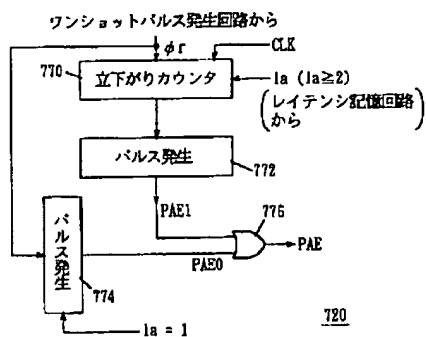 ワンショットパルス発生回路から
φr
CLK
770
立下がりカウンタ
la (la≧2)
(レイテンシ記憶回路
から)
パルス発生
772
PAE1
776
パルス発生
PAE
PAE0
774
720
la = 1